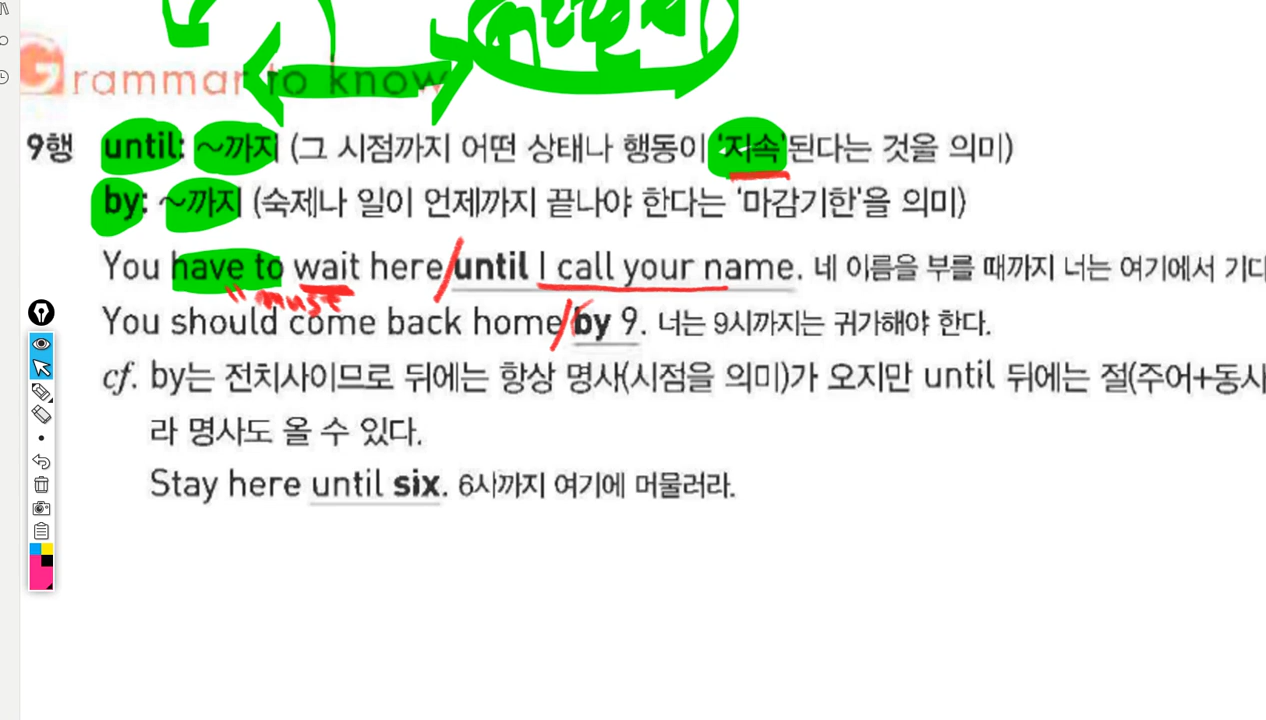 Grammar to know
9행 until: ~까지 (그 시점까지 어떤 상태나 행동이 '지속'된다는 것을 의미)
by: ~까지 (숙제나 일이 언제까지 끝나야 한다는 '마감기한'을 의미)
You have to wait here/until I call your name. 네 이름을 부를 때까지 너는 여기에서 기다
" must
You should come back home/by 9. 너는 9시까지는 귀가해야 한다.
cf. by는 전치사이므로 뒤에는 항상 명사(시점을 의미)가 오지만 until 뒤에는 절(주어+동사
라 명사도 올 수 있다.
Stay here until six. 6시까지 여기에 머물러라.